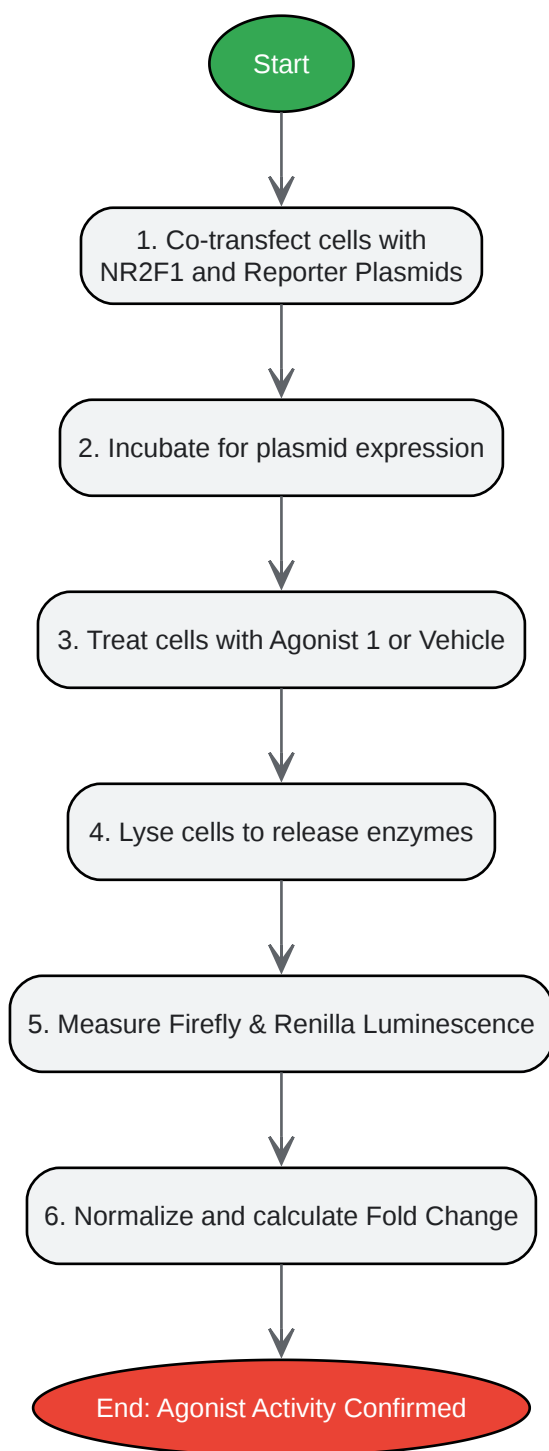 Start
1. Co-transfect cells with
NR2F1 and Reporter Plasmids
2. Incubate for plasmid expression
3. Treat cells with Agonist 1 or Vehicle
4. Lyse cells to release enzymes
5. Measure Firefly & Renilla Luminescence
6. Normalize and calculate Fold Change
End: Agonist Activity Confirmed